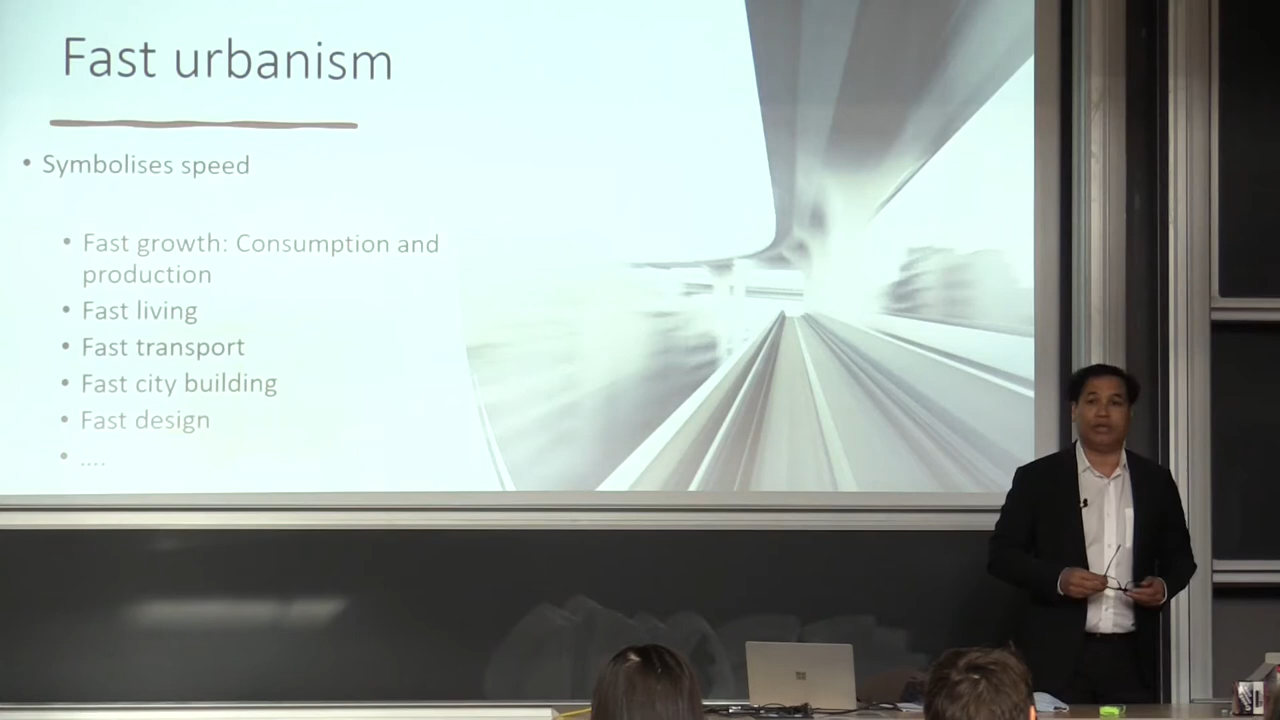 Fast urbanism
• Symbolises speed
• Fast growth: Consumption and
production
• Fast living
• Fast transport
• Fast city building
• Fast design
• ....